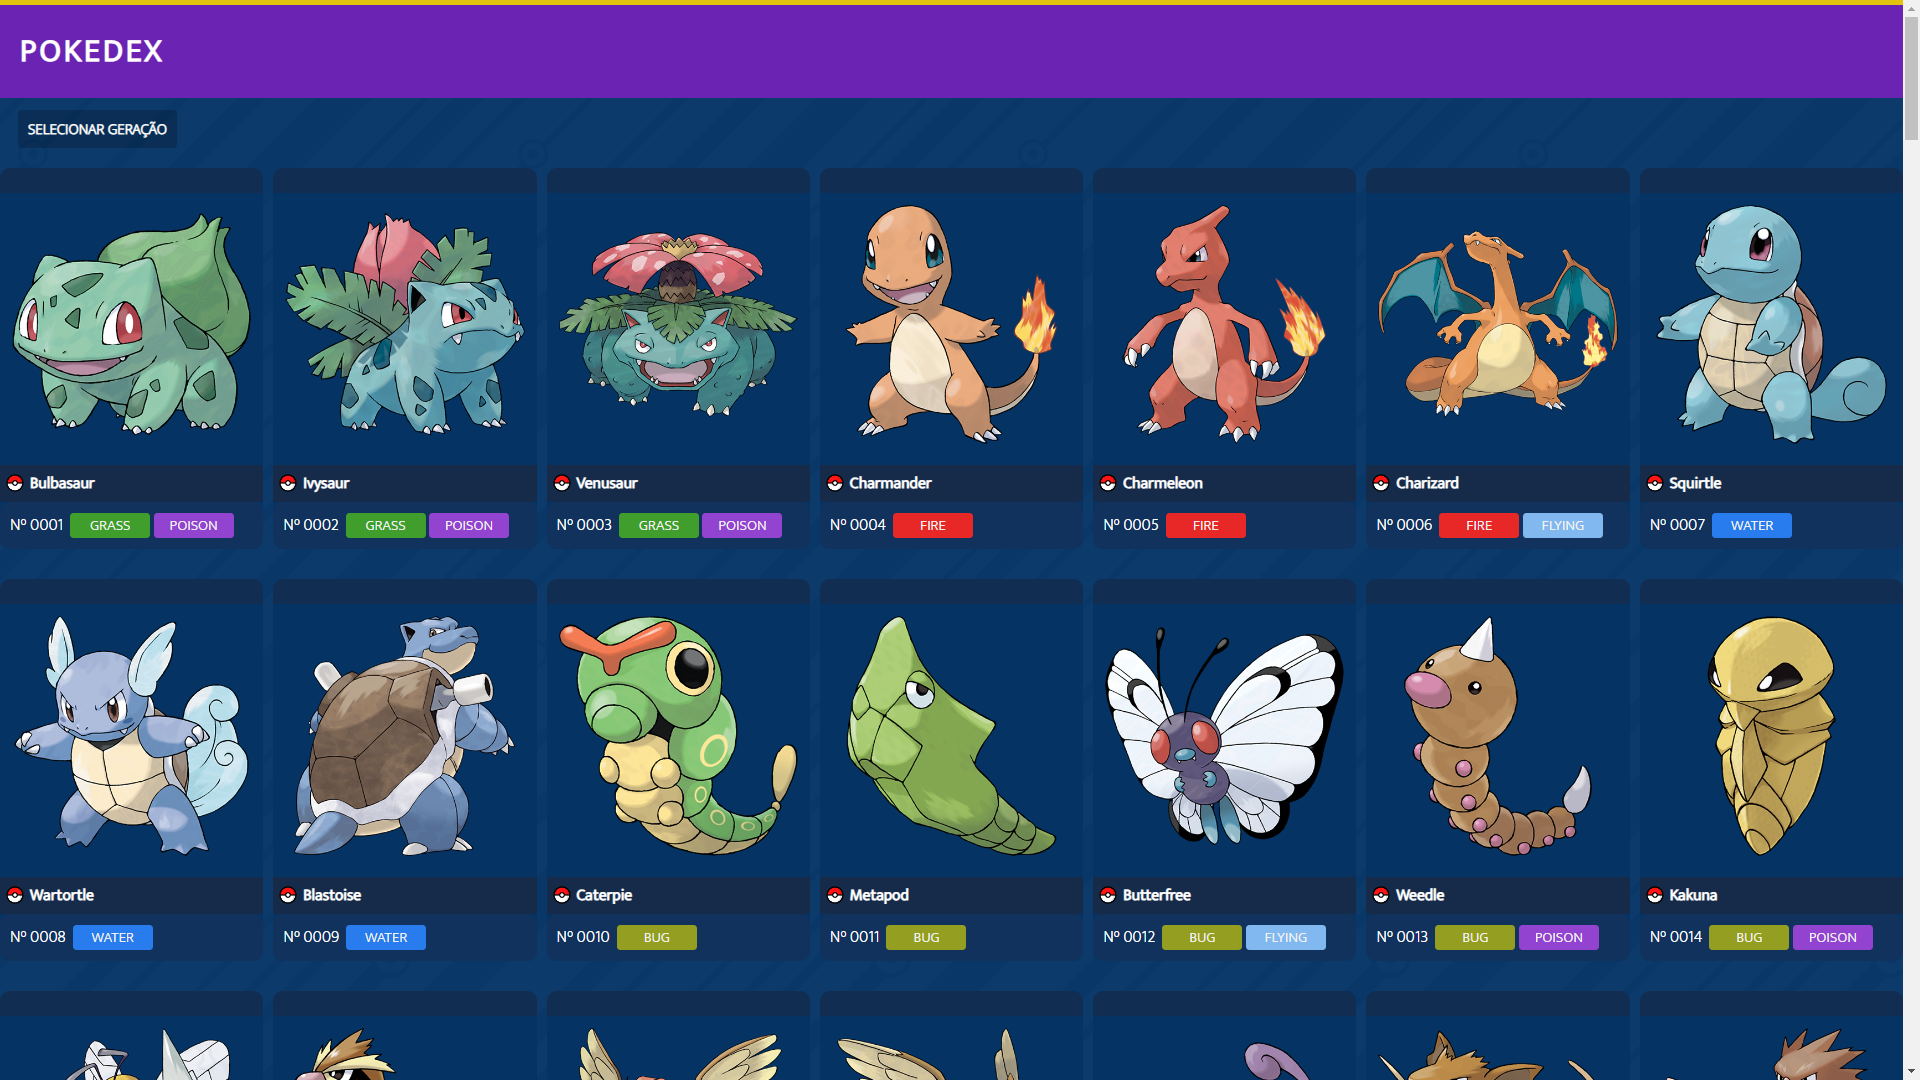 POKEDEX
SELECIONAR GERAÇÃO
Bulbasaur
Nº 0001 GRASS POISON
Ivysaur
Nº 0002 GRASS POISON
Venusaur
Nº 0003 GRASS POISON
Charmander
Nº 0004 FIRE
Charmeleon
Nº 0005 FIRE
Charizard
Nº 0006 FIRE FLYING
Squirtle
Nº 0007 WATER
Wartortle
Nº 0008 WATER
Blastoise
Nº 0009 WATER
Caterpie
Nº 0010 BUG
Metapod
Nº 0011 BUG
Butterfree
Nº 0012 BUG FLYING
Weedle
Nº 0013 BUG POISON
Kakuna
Nº 0014 BUG POISON